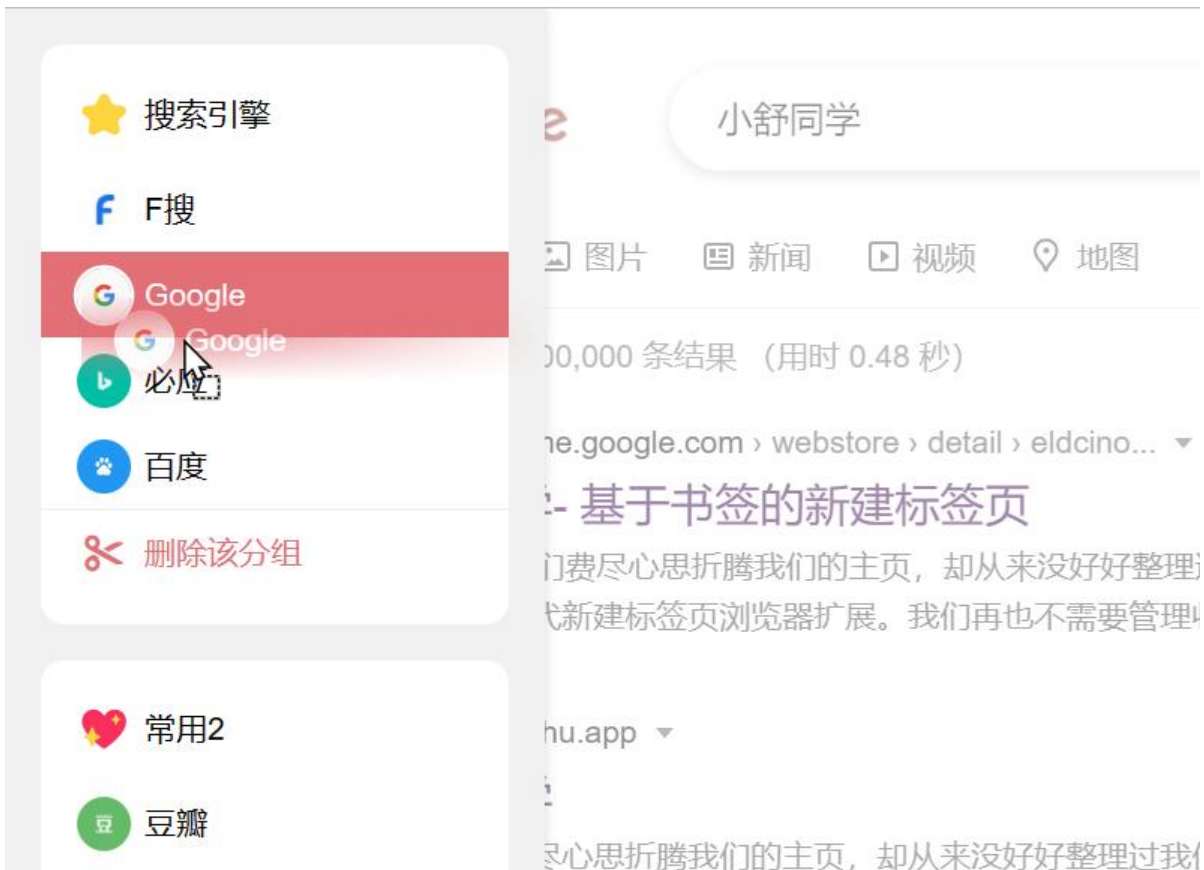 搜索引擎
F搜
Google
Google
必应
百度
删除该分组
常用2
豆瓣
e
小舒同学
图片 新闻 视频 地图
00,000 条结果 (用时 0.48 秒)
me.google.com › webstore › detail › eldcino...
- 基于书签的新建标签页
们费尽心思折腾我们的主页，却从来没好好整理
新建标签页浏览器扩展。我们再也不需要管理
hu.app
尽心思折腾我们的主页，却从来没好好整理过我